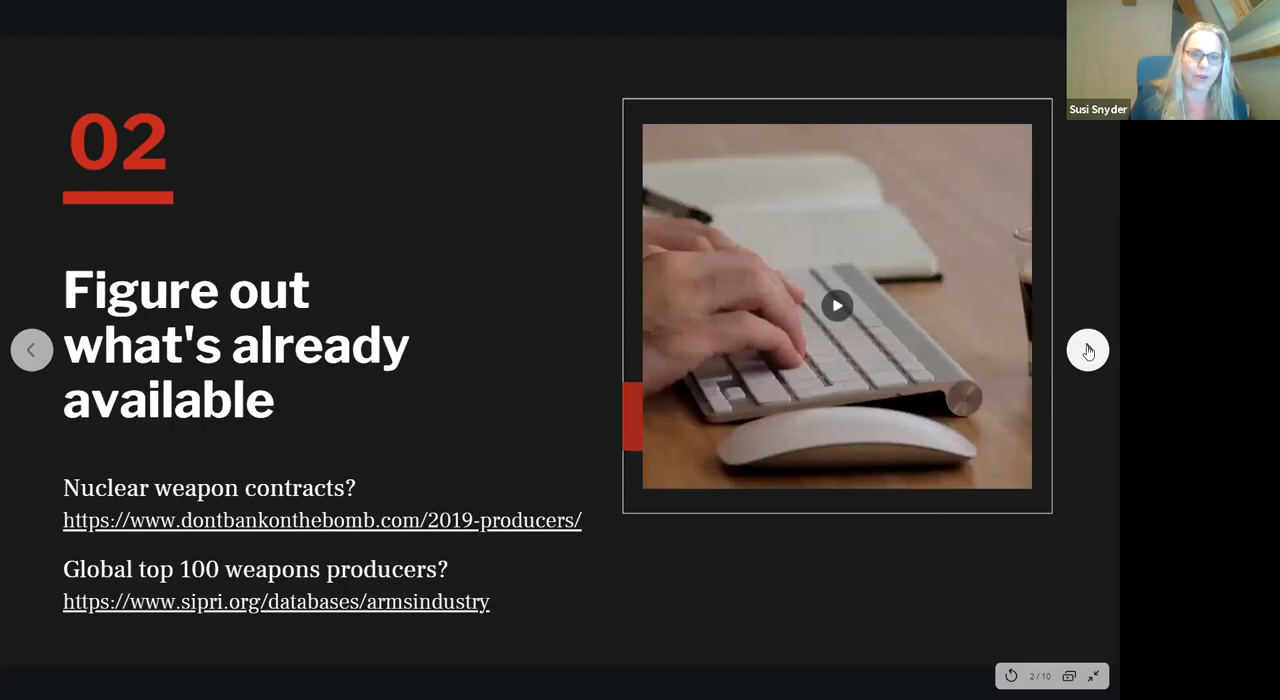 Susi Snyder
02
Figure out
what's already
available
Nuclear weapon contracts?
https://www.dontbankonthebomb.com/2019-producers/
Global top 100 weapons producers?
https://www.sipri.org/databases/armsindustry
2 / 10